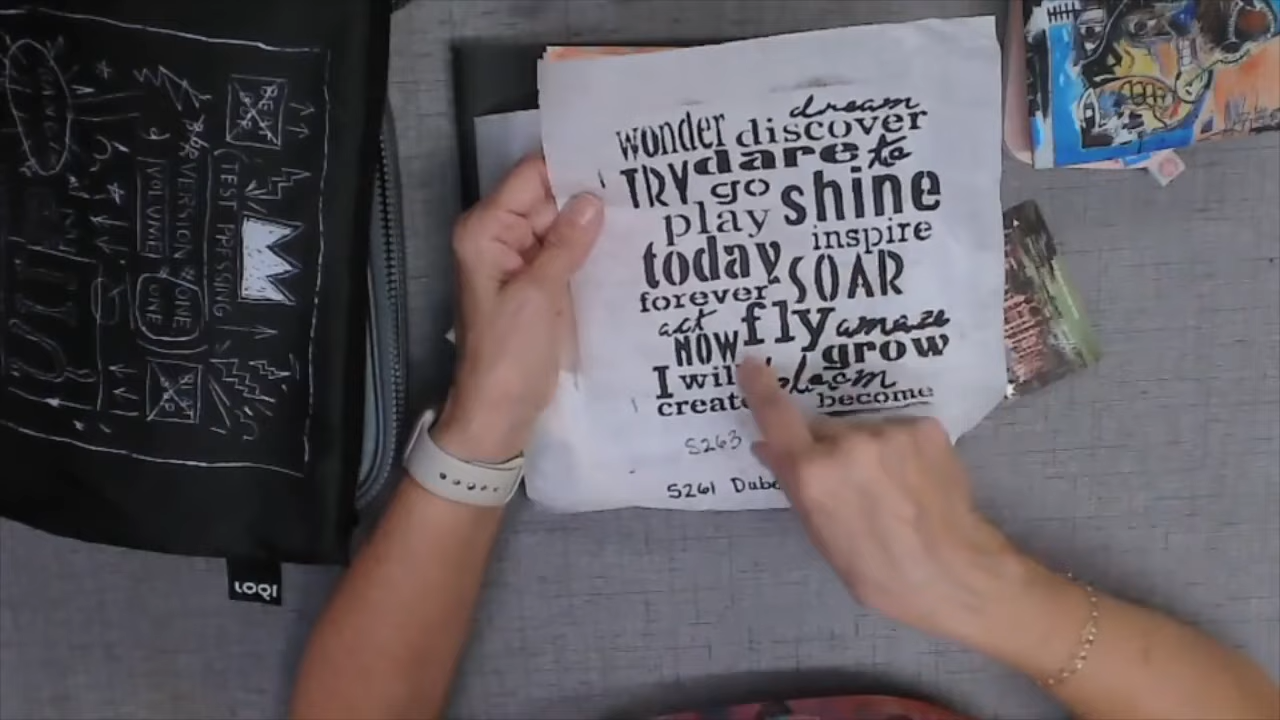 dream
wonder discover
TRY dare to
go shine
play
today inspire
forever SOAR
act fly amaze
NOW grow
I will bloom
create become
S263
S261
TEST PRESSING
VERSION ONE
VOLUME ONE
LOQI